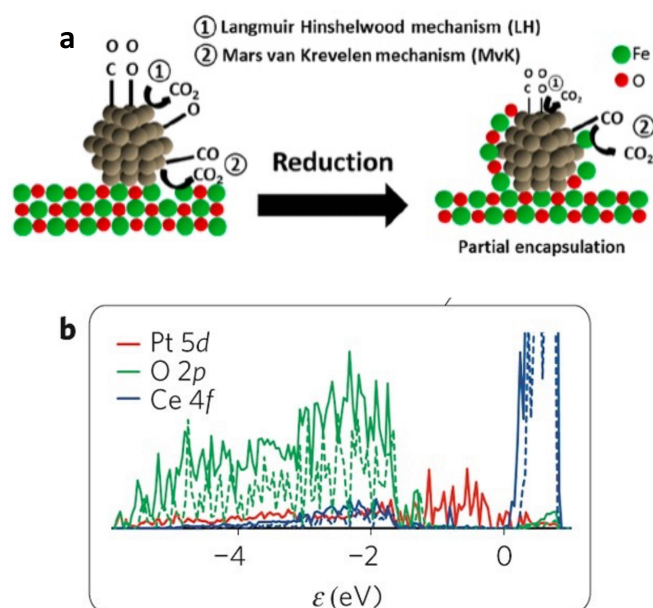 a
① Langmuir Hinshelwood mechanism (LH)
② Mars van Krevelen mechanism (MvK)
Fe
O
O O
C O
①
CO₂
O
CO ②
CO₂
Reduction
O O
C O
①
CO₂
CO ②
CO₂
Partial encapsulation
b
Pt 5d
O 2p
Ce 4f
−4 −2 0
ε (eV)